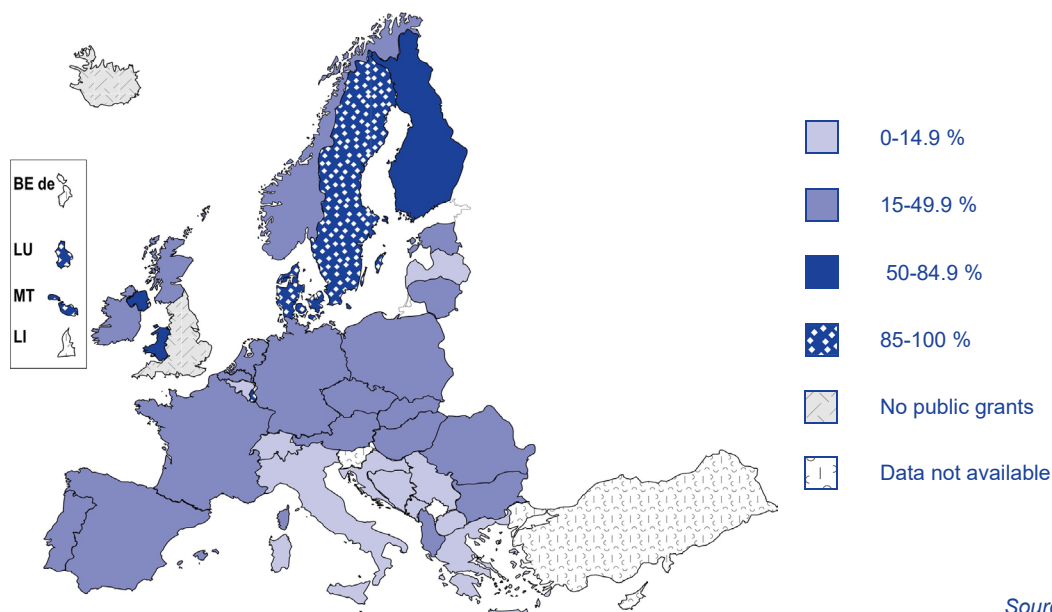 BE de
LU
MT
LI
0-14.9 %
15-49.9 %
50-84.9 %
85-100 %
No public grants
Data not available
Sour